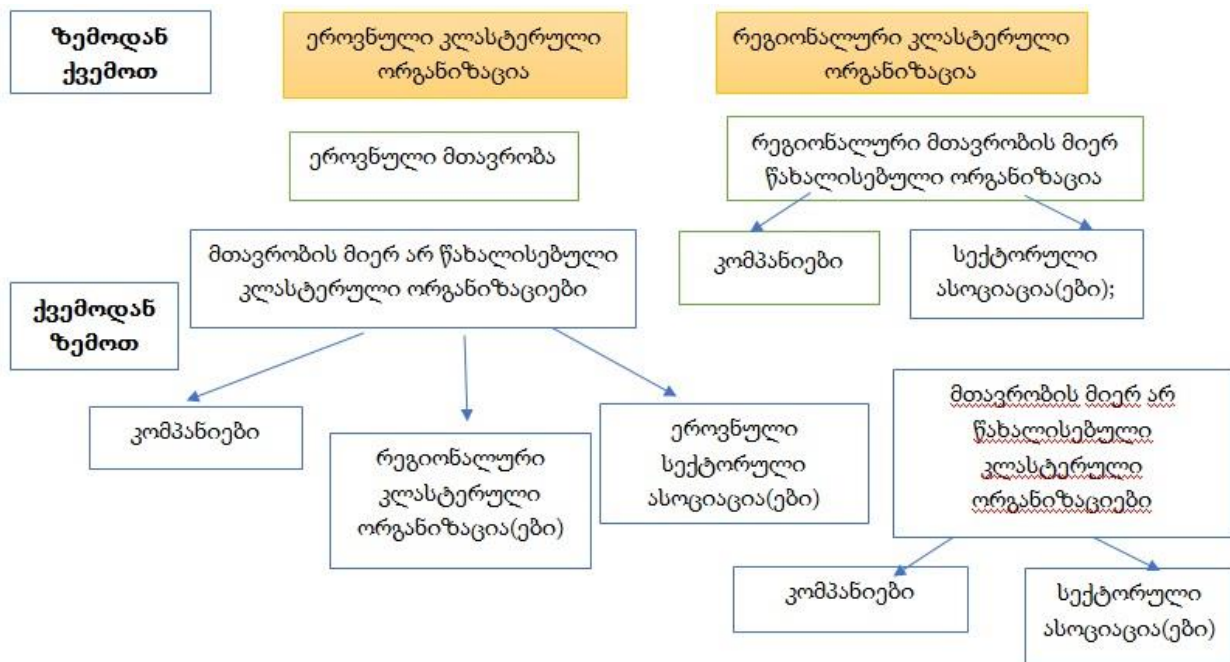 ზემოდან
ქვემოთ
ეროვნული კლასტერული
ორგანიზაცია
რეგიონალური კლასტერული
ორგანიზაცია
ეროვნული მთავრობა
რეგიონალური მთავრობის მიერ
წახალისებული ორგანიზაცია
კომპანიები
სექტორული
ასოციაცია(ები);
მთავრობის მიერ არ წახალისებული
კლასტერული ორგანიზაციები
ქვემოდან
ზემოთ
კომპანიები
რეგიონალური
კლასტერული
ორგანიზაცია(ები)
ეროვნული
სექტორული
ასოციაცია(ები)
მთავრობის მიერ არ
წახალისებული
კლასტერული
ორგანიზაციები
კომპანიები
სექტორული
ასოციაცია(ები)